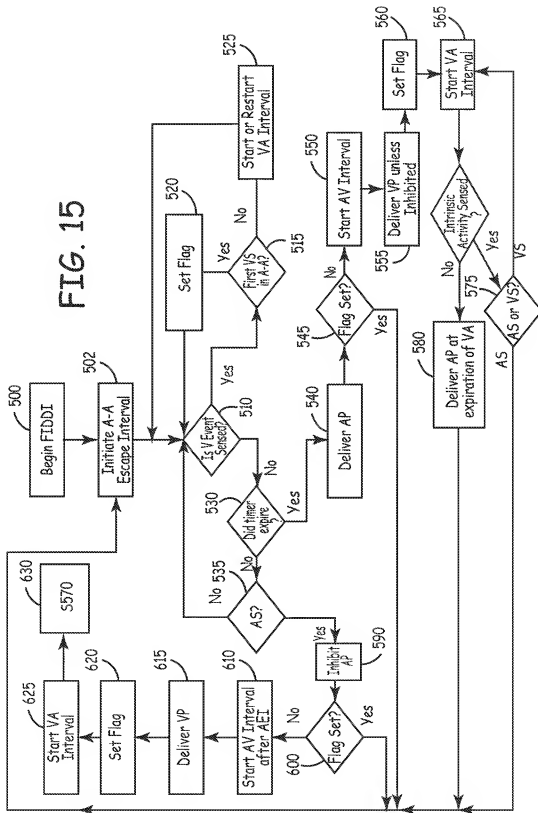 FIG. 15
500
Begin FIDDI
502
Initiate A-A
Escape Interval
510
Is V Event
Sensed?
Yes
No
515
First VS
in A-A?
Yes
No
520
Set Flag
525
Start or Restart
VA Interval
530
Did timer
expire
?
Yes
No
535
AS?
No
Yes
540
Deliver AP
545
Flag Set?
No
Yes
550
Start AV Interval
555
Deliver VP unless
Inhibited
560
Set Flag
565
Start VA
Interval
Intrinsic
Activity Sensed
?
No
Yes
575
AS or VS?
AS
VS
580
Deliver AP at
expiration of VA
590
Inhibit
AP
600
Flag Set?
No
Yes
610
Start AV Interval
after AEI
615
Deliver VP
620
Set Flag
625
Start VA
Interval
630
S570